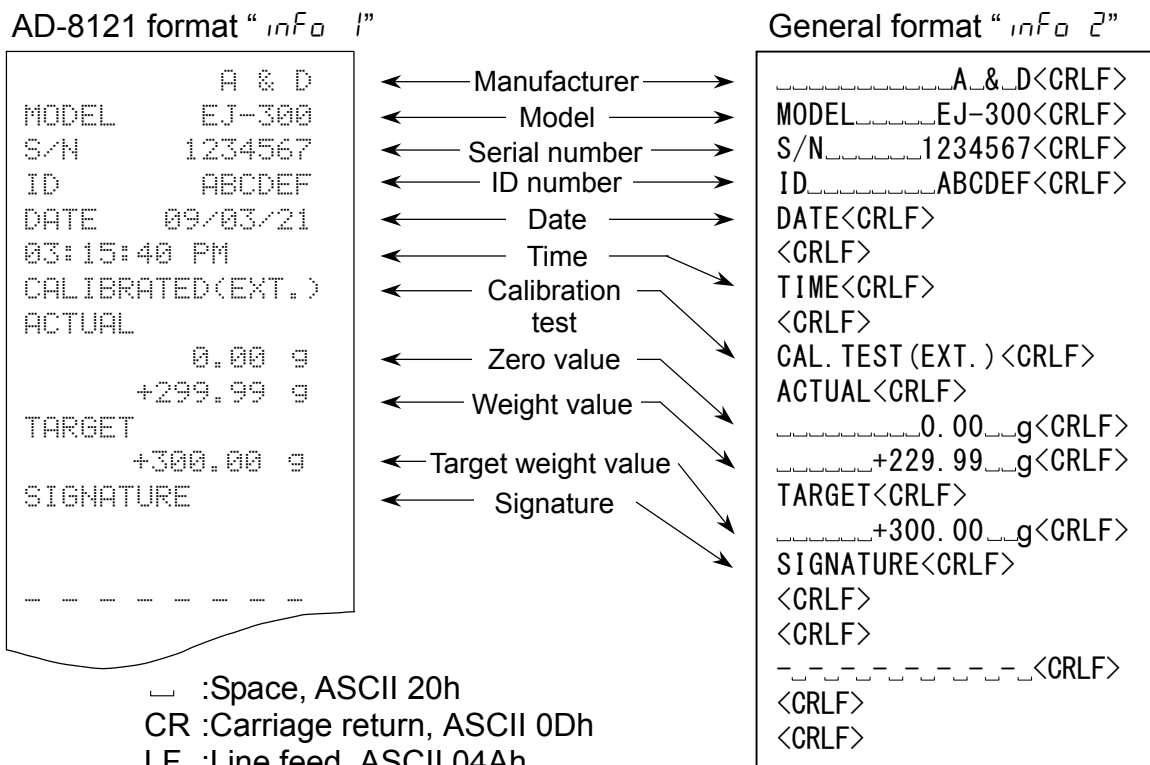 AD-8121 format “ info 1”
A & D
MODEL EJ-300
S/N 1234567
ID ABCDEF
DATE 09/03/21
03:15:40 PM
CALIBRATED(EXT.)
ACTUAL
0.00 g
+299.99 g
TARGET
+300.00 g
SIGNATURE
_ _ _ _ _ _ _ _
Manufacturer
Model
Serial number
ID number
Date
Time
Calibration
test
Zero value
Weight value
Target weight value
Signature
General format “ info 2”
␣␣␣␣␣␣␣␣␣␣␣A␣&␣D<CRLF>
MODEL␣␣␣␣␣EJ-300<CRLF>
S/N␣␣␣␣␣␣1234567<CRLF>
ID␣␣␣␣␣␣␣␣ABCDEF<CRLF>
DATE<CRLF>
<CRLF>
TIME<CRLF>
<CRLF>
CAL.TEST(EXT.)<CRLF>
ACTUAL<CRLF>
␣␣␣␣␣␣␣␣␣0.00␣␣g<CRLF>
␣␣␣␣␣␣+229.99␣␣g<CRLF>
TARGET<CRLF>
␣␣␣␣␣␣+300.00␣␣g<CRLF>
SIGNATURE<CRLF>
<CRLF>
<CRLF>
-␣-␣-␣-␣-␣-␣-␣-␣<CRLF>
<CRLF>
<CRLF>
␣ :Space, ASCII 20h
CR :Carriage return, ASCII 0Dh
LF :Line feed, ASCII 04Ah